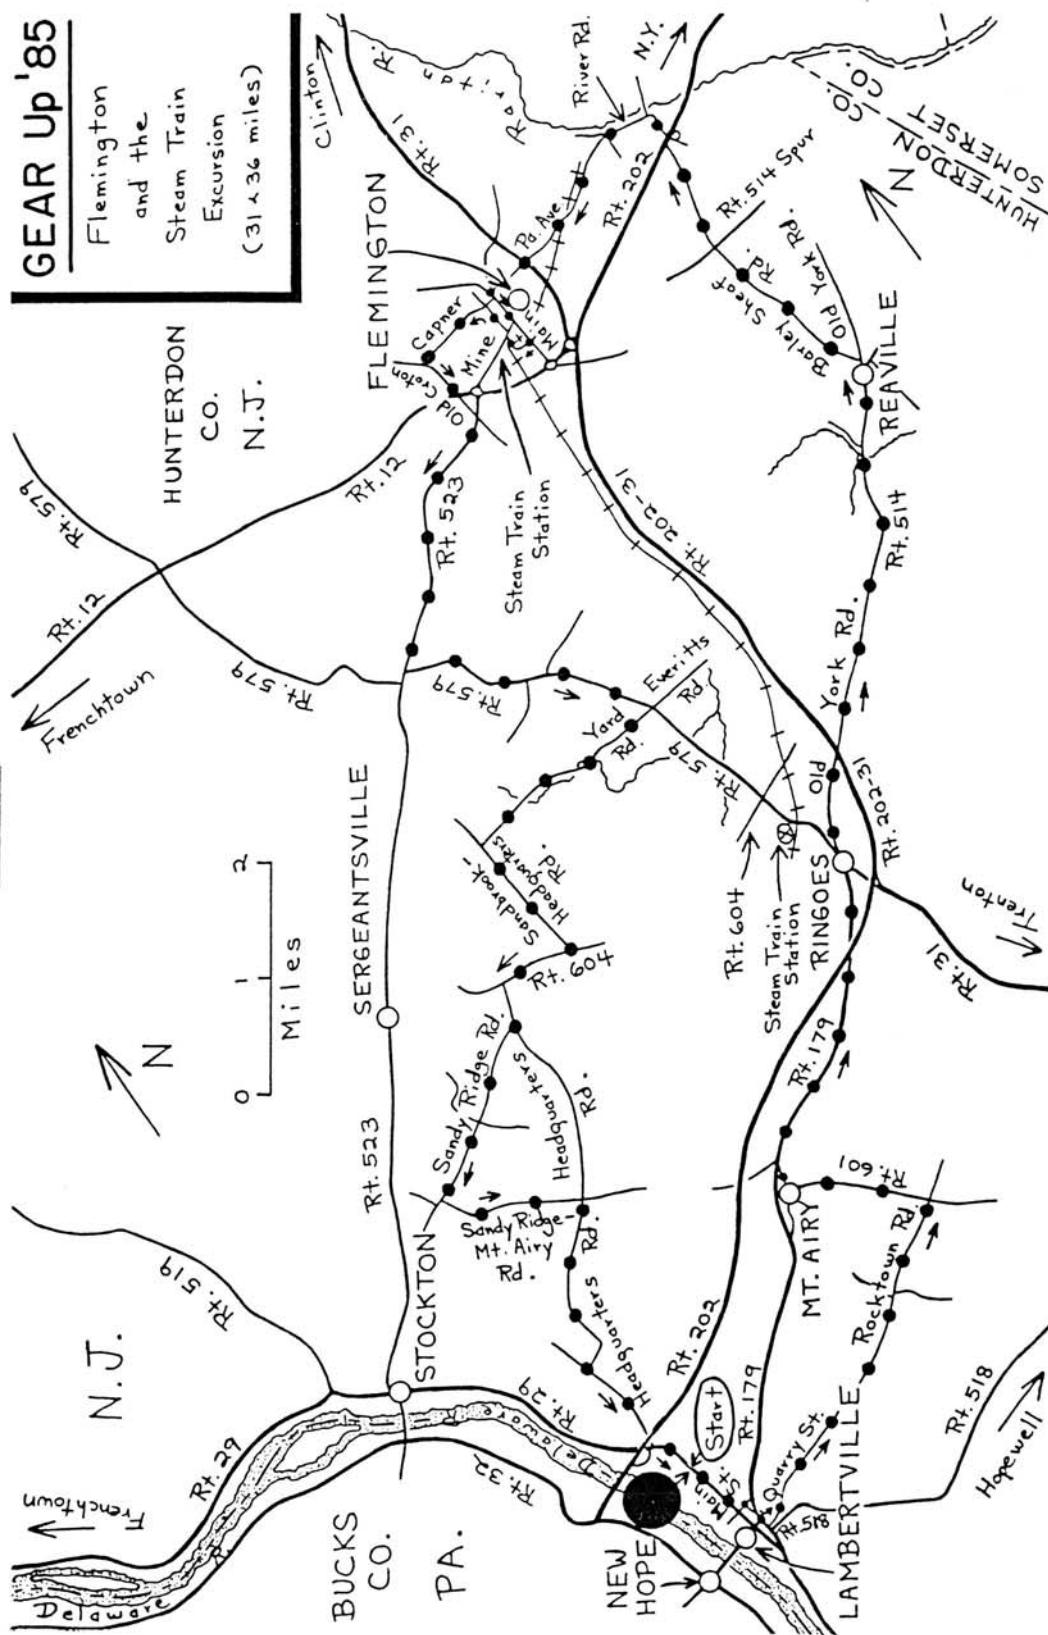 GEAR Up '85
Flemington
and the
Steam Train
Excursion
(31 & 36 miles)
Clinton
Raritan
R.
Rt. 31
River Rd.
N.Y.
CO.
CO.
HUNTERDON
SOMERSET
N
FLEMINGTON
Pa. Ave.
Rt. 202
Rt. 514 Spur
Capner
Mine
Main
Old
Croton
Barley Sheaf
Rd.
Old York Rd.
REAVILLE
HUNTERDON
CO.
N.J.
Rt. 579
Rt. 12
Rt. 12
Rt. 523
Steam Train
Station
Rt. 202-31
Rt. 514
Frenchtown
Rt. 579
Rt. 579
Everitts
Rd
Yard
Rd.
Rt. 579
Old
York
Rd.
SERGEANTSVILLE
Sandbrook-
Headquarters
Rd.
Rt. 604
Rt. 604
Steam Train
Station
RINGOES
Rt. 202-31
Rt. 31
Trenton
N
0
1
2
Miles
Rt. 523
Sandy Ridge Rd.
Headquarters
Rd.
Rt. 179
Sandy Ridge-
Mt. Airy
Rd.
Rt. 601
MT. AIRY
Rocktown Rd.
N.J.
Rt. 519
STOCKTON
Headquarters
Rd.
Rt. 202
Rt. 29
Rt. 29
Rt. 32
Delaware
Start
Rt. 179
Main
St.
Quarry St.
Rt. 518
Rt. 518
Hopewell
LAMBERTVILLE
Frenchtown
Delaware
R.
BUCKS
CO.
PA.
NEW
HOPE